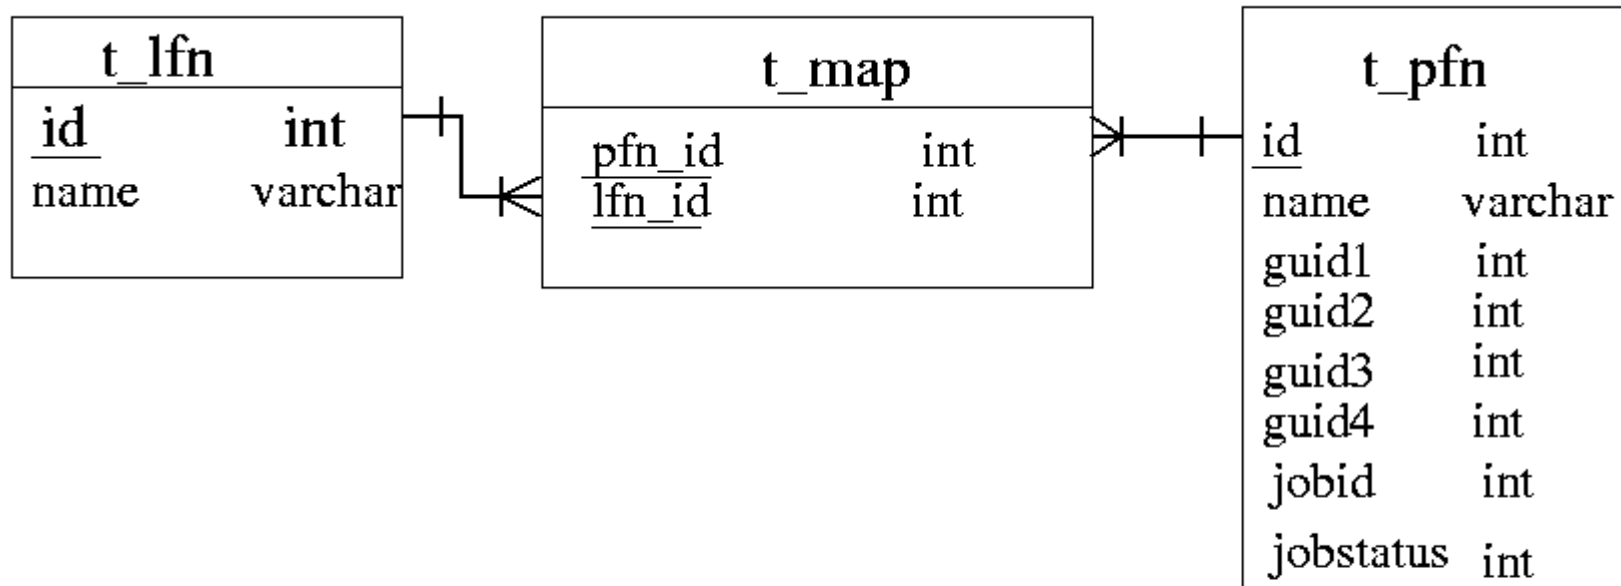 t_lfn
id int
name varchar
t_map
pfn_id int
lfn_id int
t_pfn
id int
name varchar
guid1 int
guid2 int
guid3 int
guid4 int
jobid int
jobstatus int